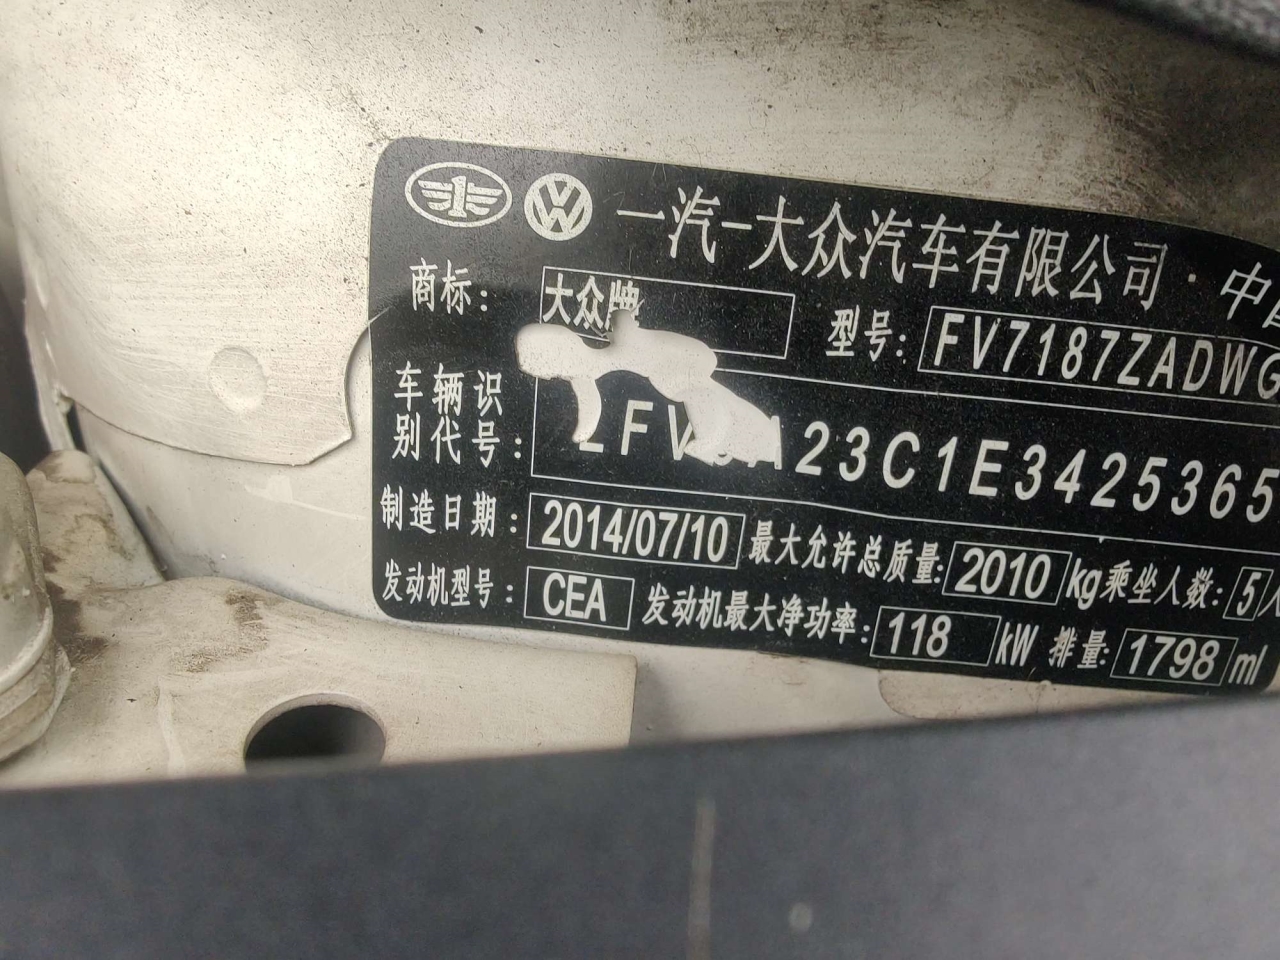 一汽-大众汽车有限公司·中
商标: 大众牌 型号: FV7187ZADWG
车辆识别代号: LFV A23C1E3425365
制造日期: 2014/07/10 最大允许总质量: 2010 kg 乘坐人数: 5人
发动机型号: CEA 发动机最大净功率: 118 kW 排量: 1798 ml